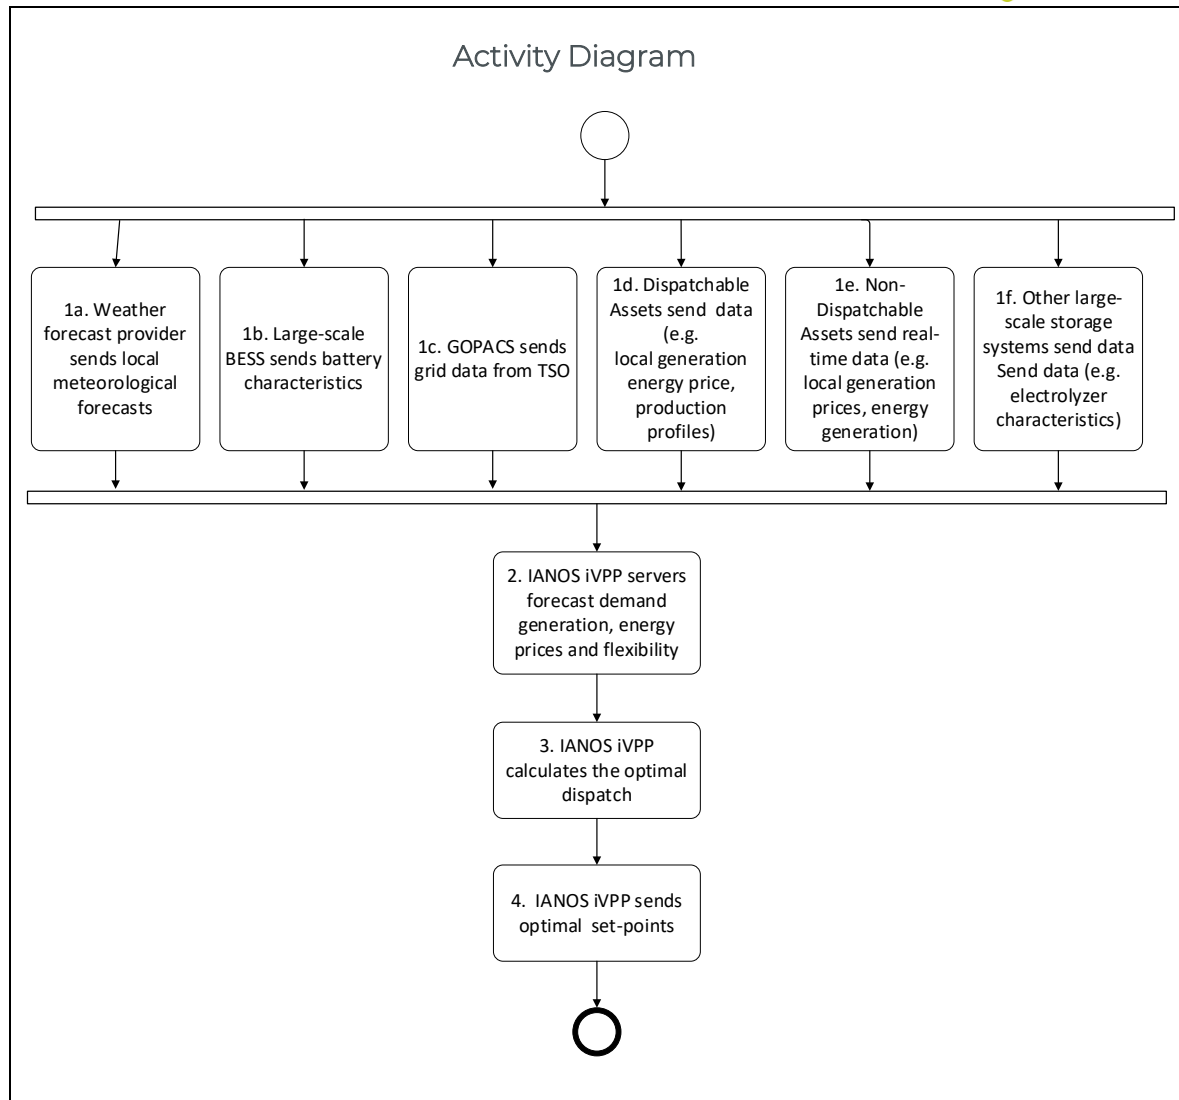 Activity Diagram
1a. Weather
forecast provider
sends local
meteorological
forecasts
1b. Large-scale
BESS sends battery
characteristics
1c. GOPACS sends
grid data from TSO
1d. Dispatchable
Assets send data
(e.g.
local generation
energy price,
production
profiles)
1e. Non-
Dispatchable
Assets send real-
time data (e.g.
local generation
prices, energy
generation)
1f. Other large-
scale storage
systems send data
Send data (e.g.
electrolyzer
characteristics)
2. IANOS iVPP servers
forecast demand
generation, energy
prices and flexibility
3. IANOS iVPP
calculates the optimal
dispatch
4. IANOS iVPP sends
optimal set-points